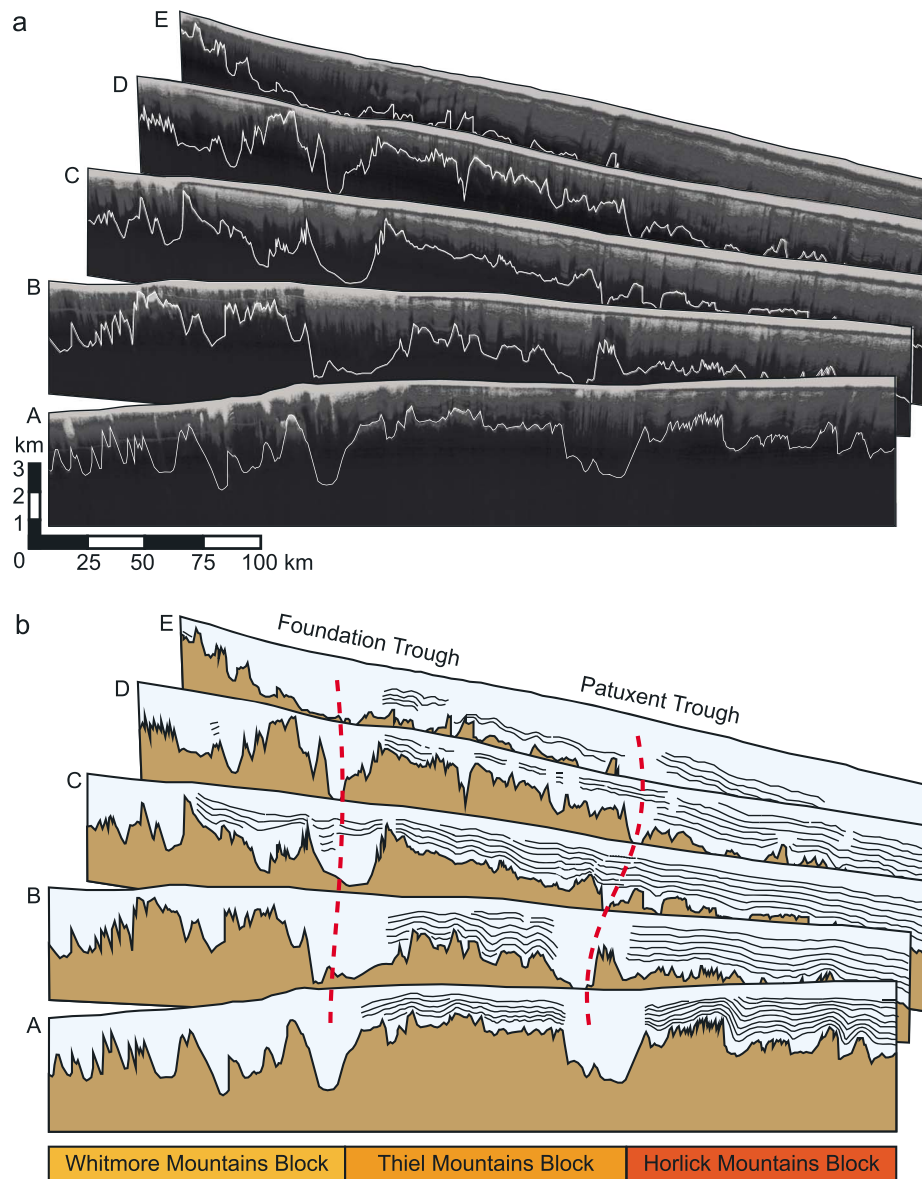 a
E
D
C
B
A
km
3
2
1
0 25 50 75 100 km
b
E
Foundation Trough
Patuxent Trough
D
C
B
A
Whitmore Mountains Block
Thiel Mountains Block
Horlick Mountains Block